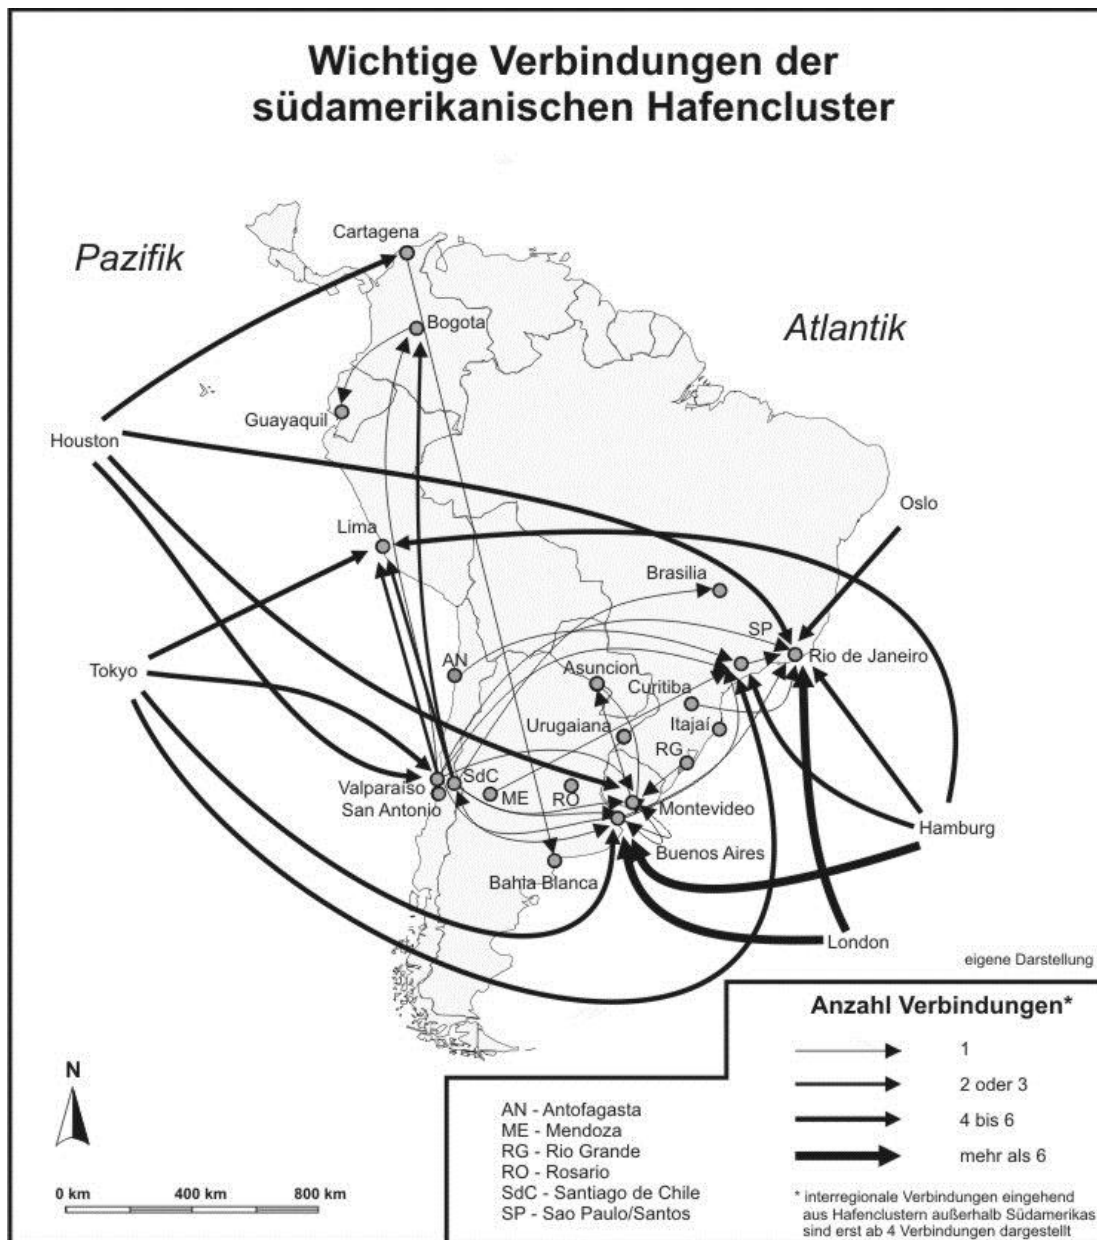 Wichtige Verbindungen der
südamerikanischen Hafencluster
Cartagena
Pazifik
Bogota
Atlantik
Guayaquil
Houston
Oslo
Lima
Brasilia
SP
Rio de Janeiro
Tokyo
AN
Asuncion
Curitiba
Urugaiana
Itajaí
RG
Valparaíso
SdC
San Antonio
ME
RO
Montevideo
Hamburg
Buenos Aires
Bahia Blanca
London
eigene Darstellung
Anzahl Verbindungen*
1
2 oder 3
4 bis 6
mehr als 6
* interregionale Verbindungen eingehend
aus Hafenclustern außerhalb Südamerikas
sind erst ab 4 Verbindungen dargestellt
N
0 km 400 km 800 km
AN - Antofagasta
ME - Mendoza
RG - Rio Grande
RO - Rosario
SdC - Santiago de Chile
SP - Sao Paulo/Santos